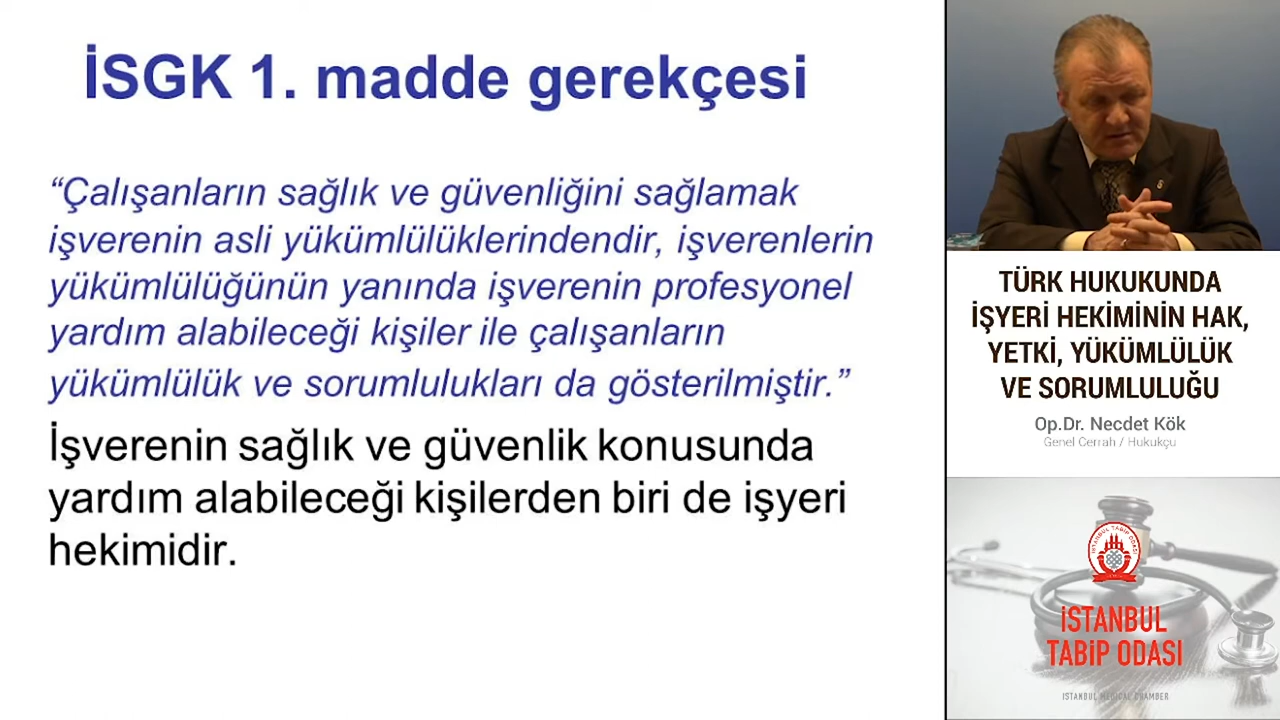 İSGK 1. madde gerekçesi
“Çalışanların sağlık ve güvenliğini sağlamak
işverenin asli yükümlülüklerindendir, işverenlerin
yükümlülüğünün yanında işverenin profesyonel
yardım alabileceği kişiler ile çalışanların
yükümlülük ve sorumlulukları da gösterilmiştir.”
İşverenin sağlık ve güvenlik konusunda
yardım alabileceği kişilerden biri de işyeri
hekimidir.
TÜRK HUKUKUNDA
İŞYERİ HEKİMİNİN HAK,
YETKİ, YÜKÜMLÜLÜK
VE SORUMLULUĞU
Op.Dr. Necdet Kök
Genel Cerrah / Hukukçu
İSTANBUL TABİP ODASI
İSTANBUL
TABİP ODASI
ISTANBUL MEDICAL CHAMBER